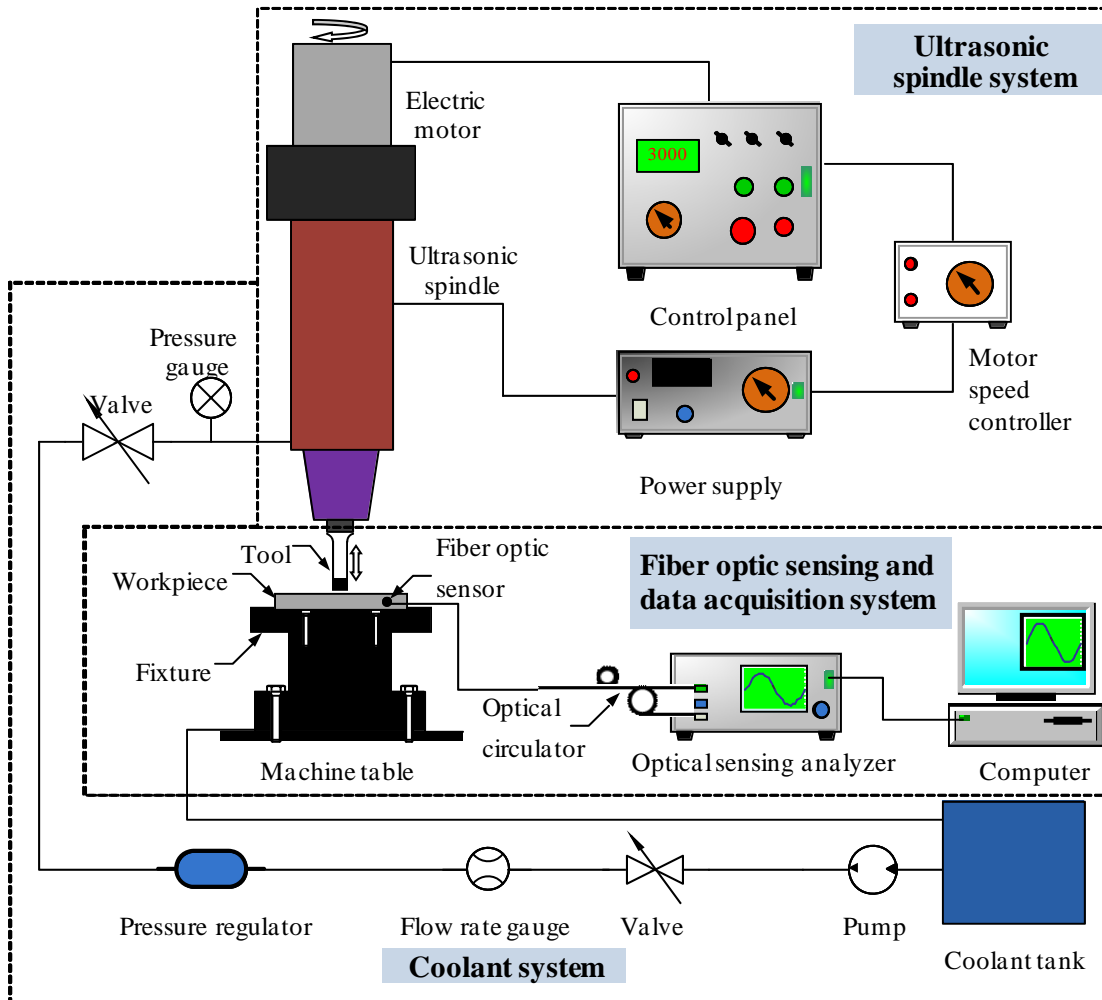 Ultrasonic
spindle system
Electric
motor
3000
Ultrasonic
spindle
Control panel
Pressure
gauge
Valve
Motor
speed
controller
Power supply
Tool
Fiber optic
sensor
Workpiece
Fixture
Fiber optic sensing and
data acquisition system
Optical
circulator
Machine table
Optical sensing analyzer
Computer
Pressure regulator
Flow rate gauge
Valve
Pump
Coolant tank
Coolant system